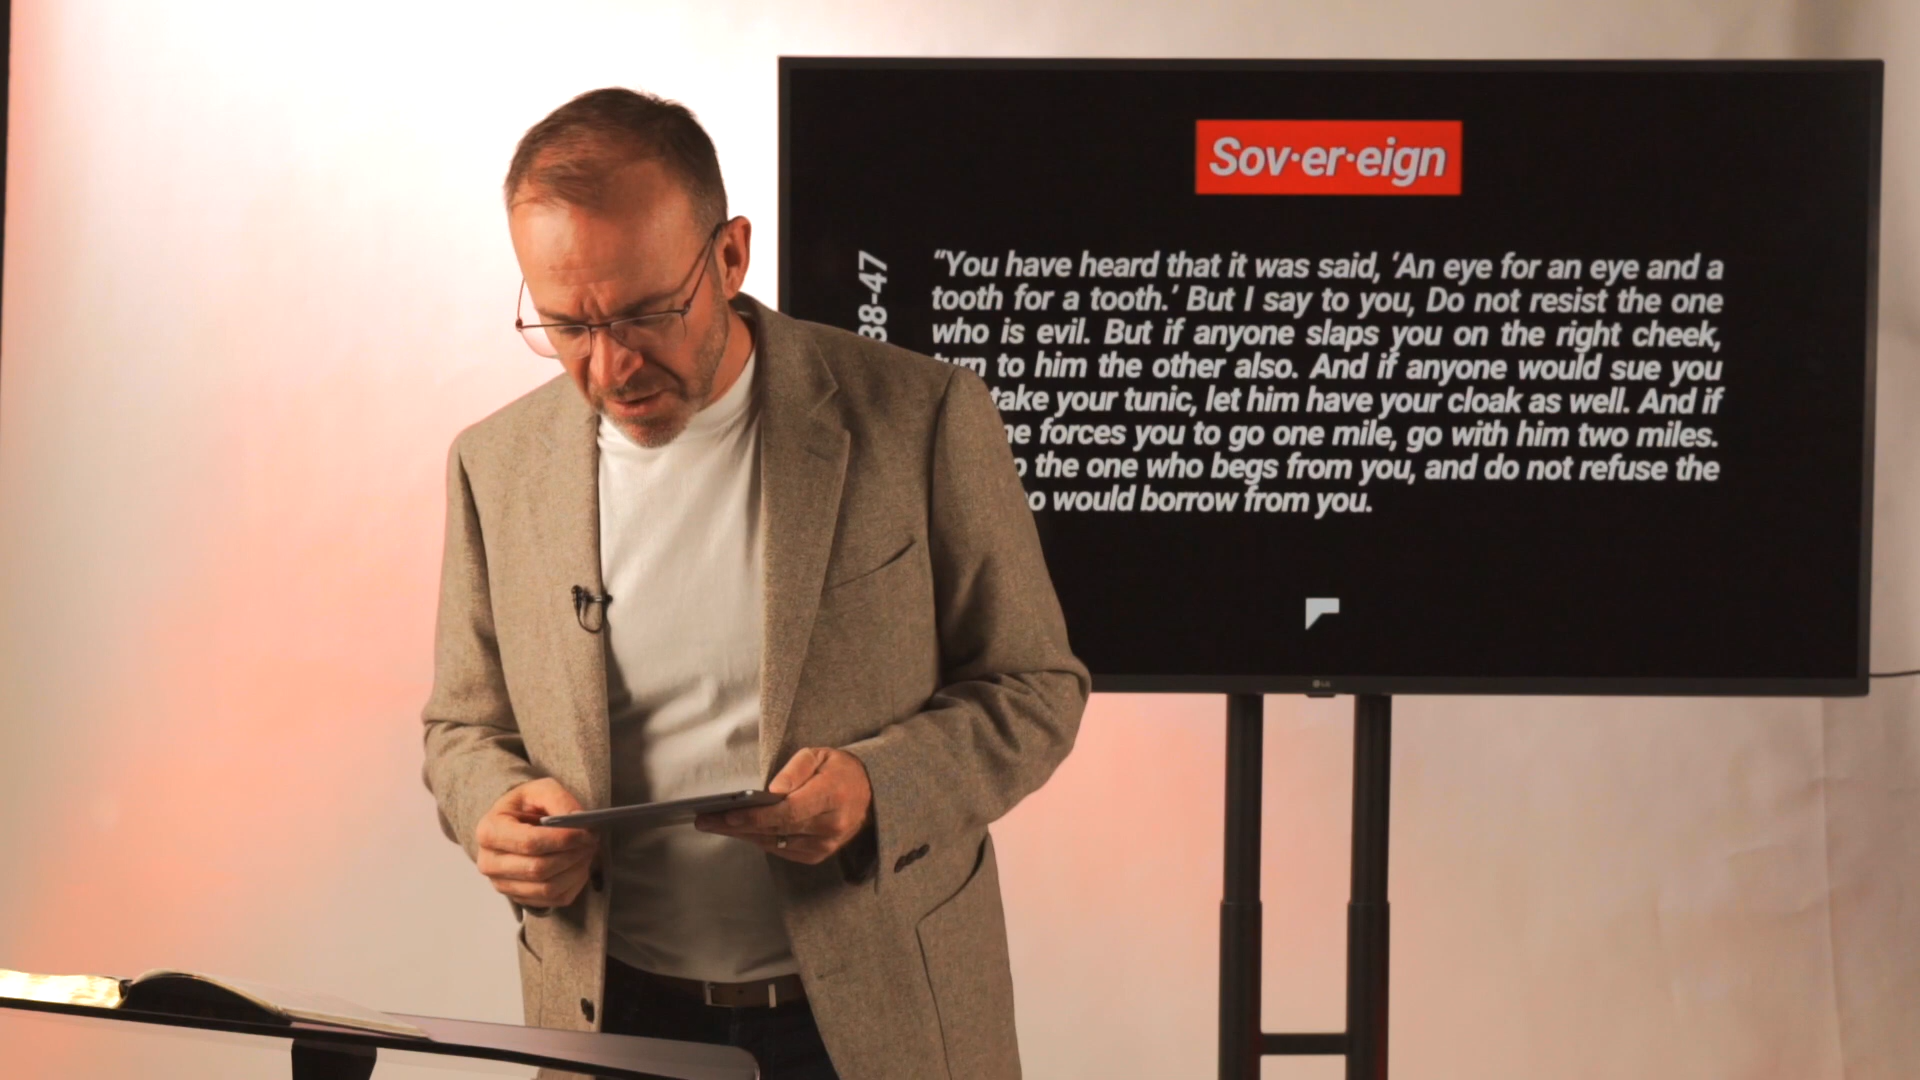 Sov·er·eign
38-47
“You have heard that it was said, ‘An eye for an eye and a
tooth for a tooth.’ But I say to you, Do not resist the one
who is evil. But if anyone slaps you on the right cheek,
turn to him the other also. And if anyone would sue you
take your tunic, let him have your cloak as well. And if
forces you to go one mile, go with him two miles.
the one who begs from you, and do not refuse the
would borrow from you.
LG